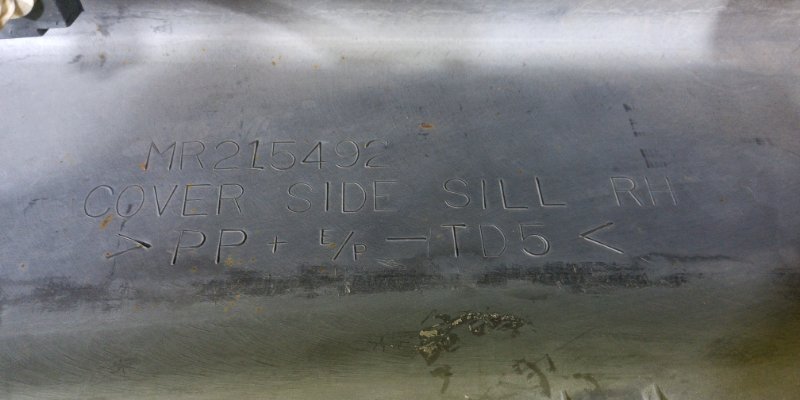 MR215492
COVER SIDE SILL RH
>PP + E/P -TD5 <